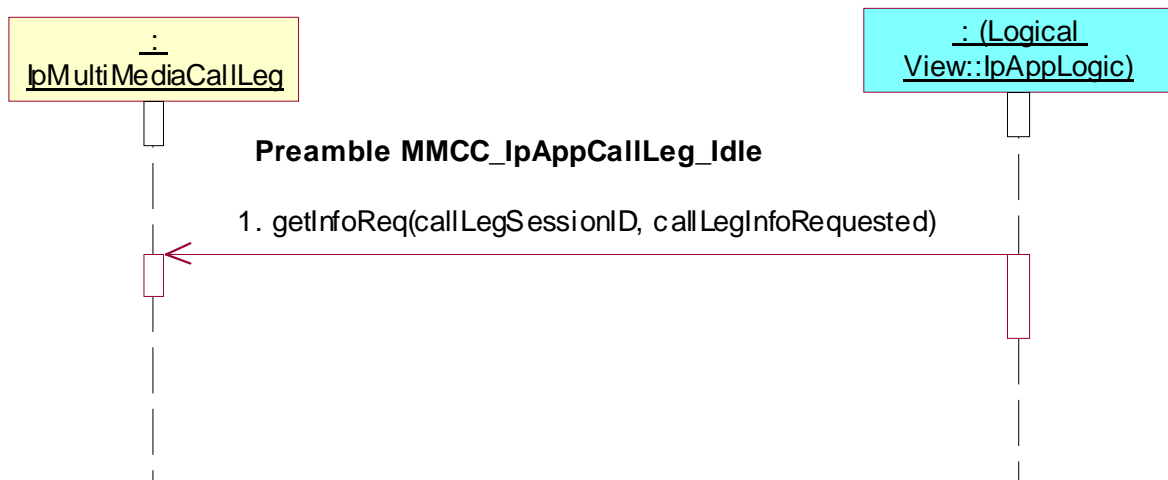 :
IpMultiMediaCallLeg
: (Logical
View::IpAppLogic)
Preamble MMCC_IpAppCallLeg_Idle
1. getInfoReq(callLegSessionID, callLegInfoRequested)